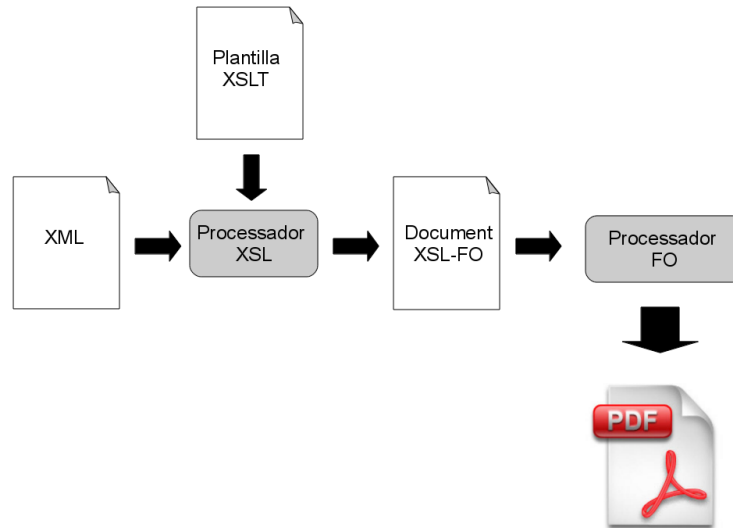 Plantilla
XSLT
XML
Processador
XSL
Document
XSL-FO
Processador
FO
PDF